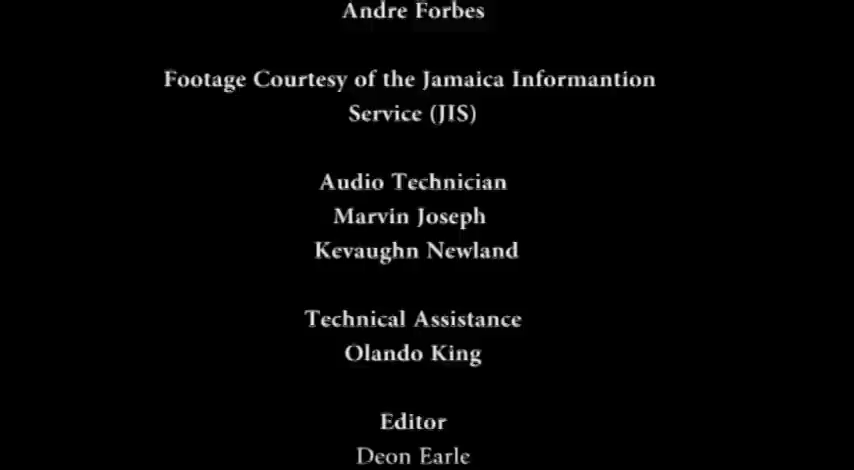 Andre Forbes
Footage Courtesy of the Jamaica Informantion
Service (JIS)
Audio Technician
Marvin Joseph
Kevaughn Newland
Technical Assistance
Olando King
Editor
Deon Earle